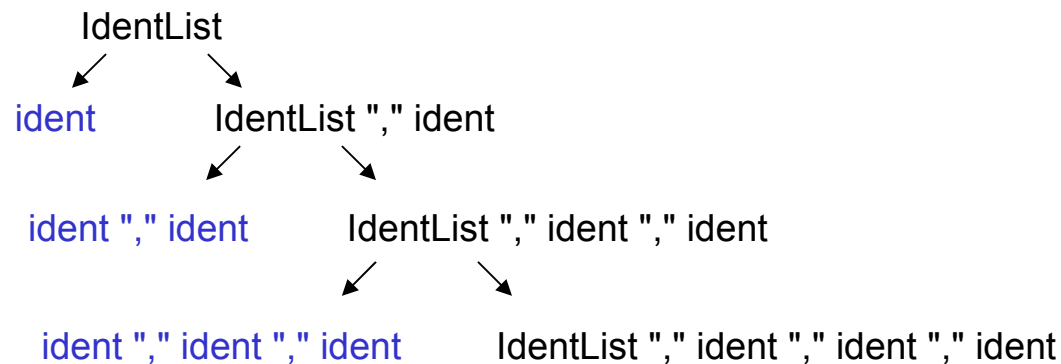 IdentList
ident IdentList "," ident
ident "," ident IdentList "," ident "," ident
ident "," ident "," ident IdentList "," ident "," ident "," ident